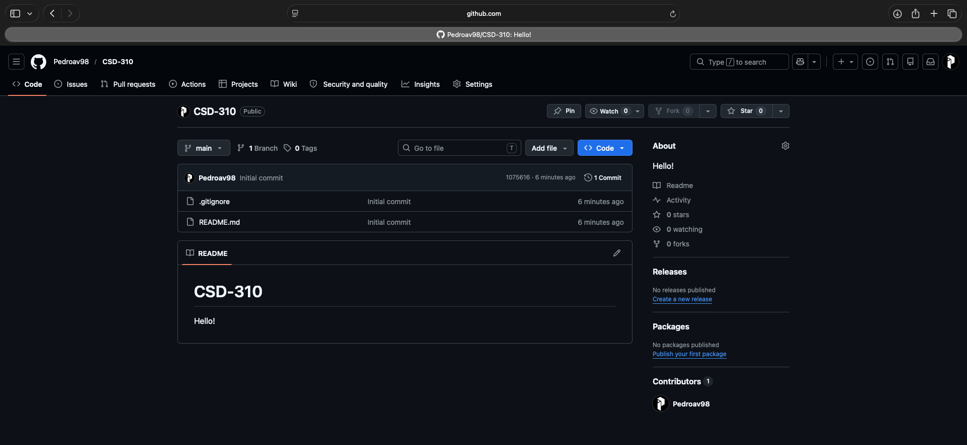 github.com
Pedroav98/CSD-310: Hello!
Pedroav98 / CSD-310
Type / to search
Code Issues Pull requests Actions Projects Wiki Security and quality Insights Settings
CSD-310 Public
Pin Watch 0 Fork 0 Star 0
main 1 Branch 0 Tags Go to file T Add file Code
Pedroav98 Initial commit 1075616 · 6 minutes ago 1 Commit
.gitignore Initial commit 6 minutes ago
README.md Initial commit 6 minutes ago
README
CSD-310
Hello!
About
Hello!
Readme
Activity
0 stars
0 watching
0 forks
Releases
No releases published
Create a new release
Packages
No packages published
Publish your first package
Contributors 1
Pedroav98